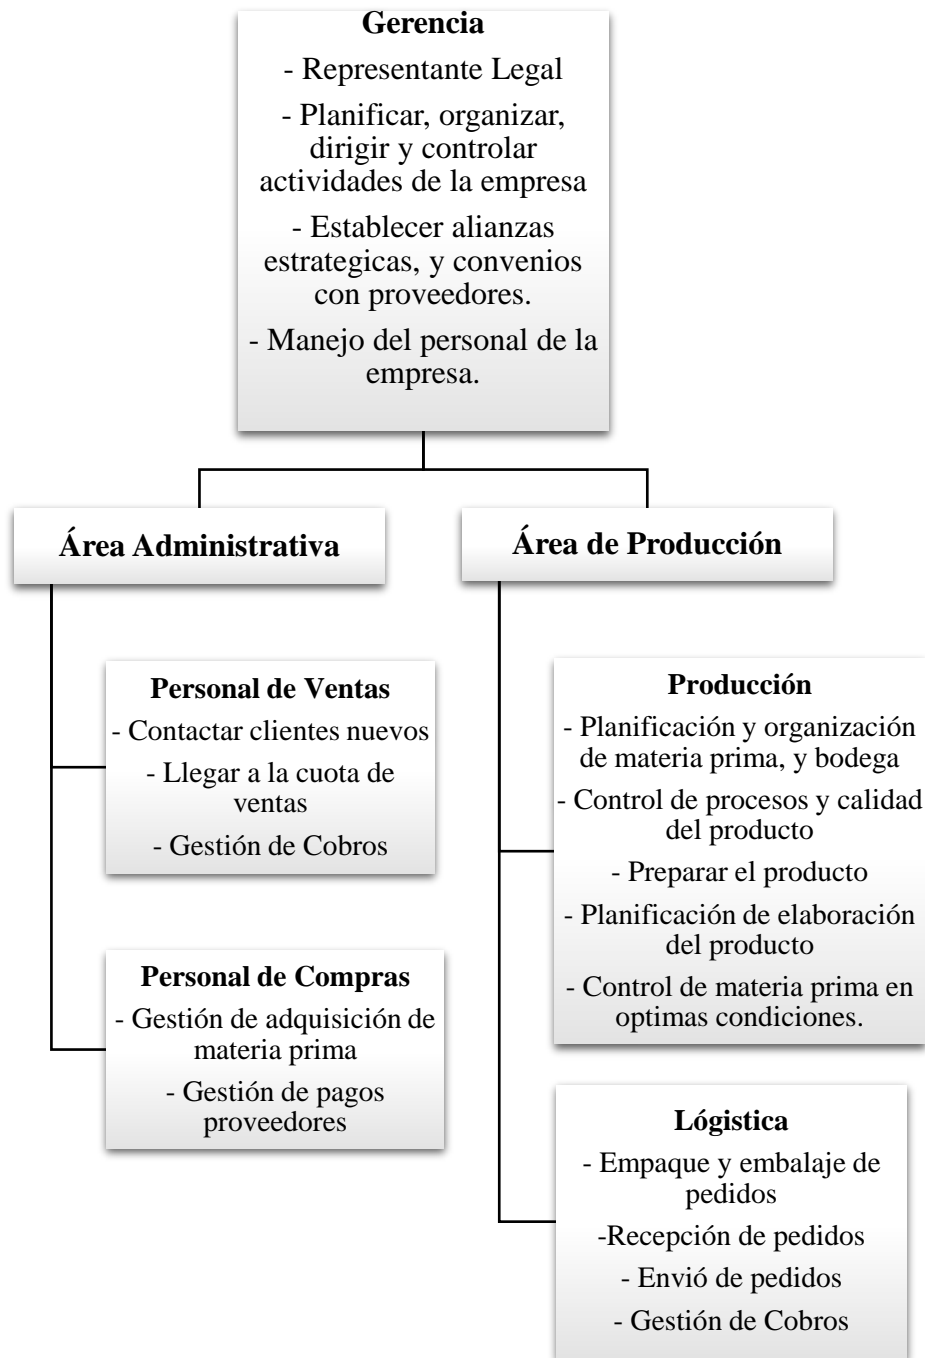 Gerencia
- Representante Legal
- Planificar, organizar,
dirigir y controlar
actividades de la empresa
- Establecer alianzas
estrategicas, y convenios
con proveedores.
- Manejo del personal de la
empresa.
Área Administrativa
Personal de Ventas
- Contactar clientes nuevos
- Llegar a la cuota de
ventas
- Gestión de Cobros
Personal de Compras
- Gestión de adquisición de
materia prima
- Gestión de pagos
proveedores
Área de Producción
Producción
- Planificación y organización
de materia prima, y bodega
- Control de procesos y calidad
del producto
- Preparar el producto
- Planificación de elaboración
del producto
- Control de materia prima en
optimas condiciones.
Lógistica
- Empaque y embalaje de
pedidos
-Recepción de pedidos
- Envió de pedidos
- Gestión de Cobros